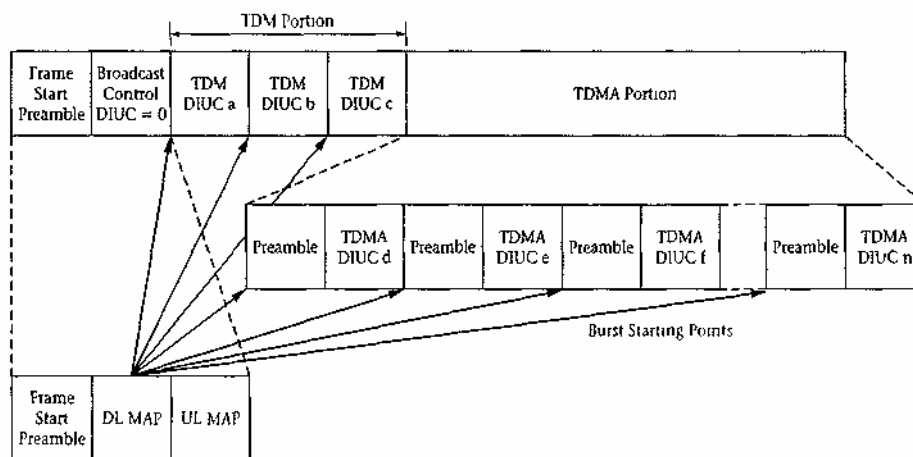 TDM Portion
Frame
Start
Preamble
Broadcast
Control
DIUC = 0
TDM
DIUC a
TDM
DIUC b
TDM
DIUC c
TDMA Portion
Preamble
TDMA
DIUC d
Preamble
TDMA
DIUC e
Preamble
TDMA
DIUC f
Preamble
TDMA
DIUC n
Burst Starting Points
Frame
Start
Preamble
DL MAP
UL MAP